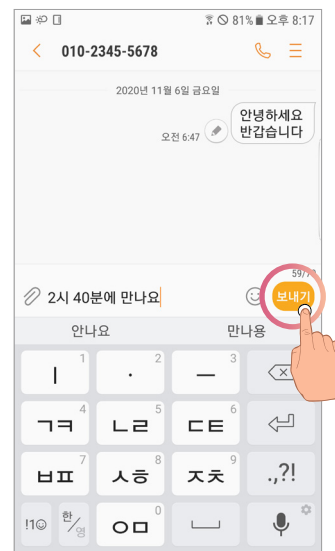 81% 오후 8:17
010-2345-5678
2020년 11월 6일 금요일
안녕하세요
반갑습니다
오전 6:47
2시 40분에 만나요
59/
보내기
안나요 만나용
ㅣ 1 · 2 ㅡ 3
ㄱㅋ 4 ㄴㄹ 5 ㄷㅌ 6
ㅂㅍ 7 ㅅㅎ 8 ㅈㅊ 9 .,?!
!1☺ 한/영 ㅇㅁ 0